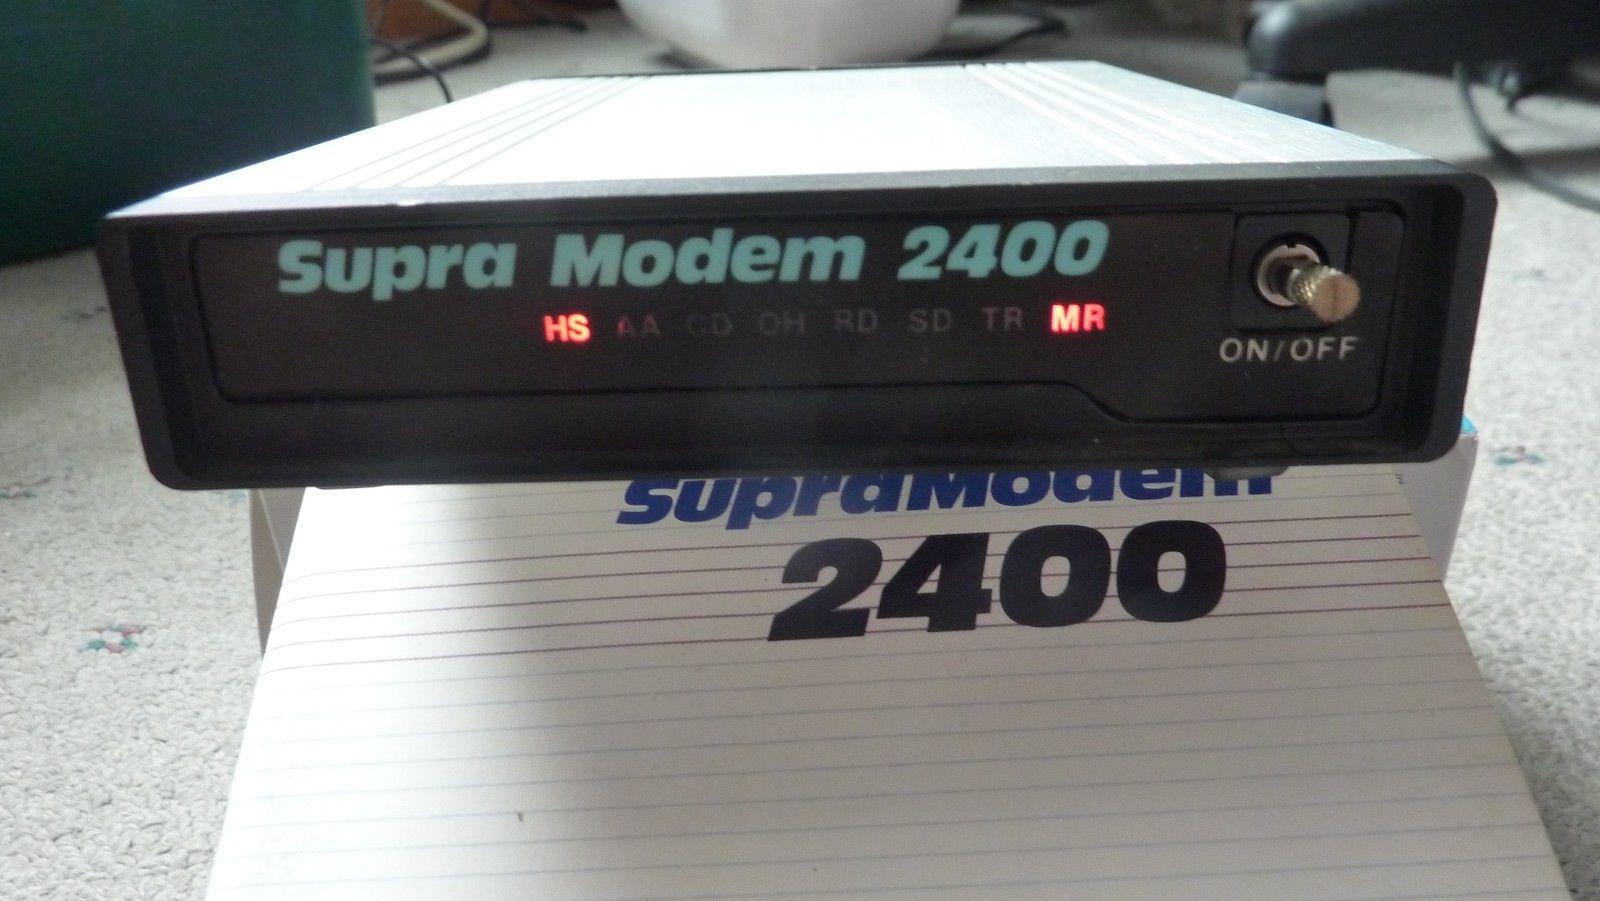 Supra Modem 2400
HS AA CD OH RD SD TR MR
ON/OFF
SupraModem
2400